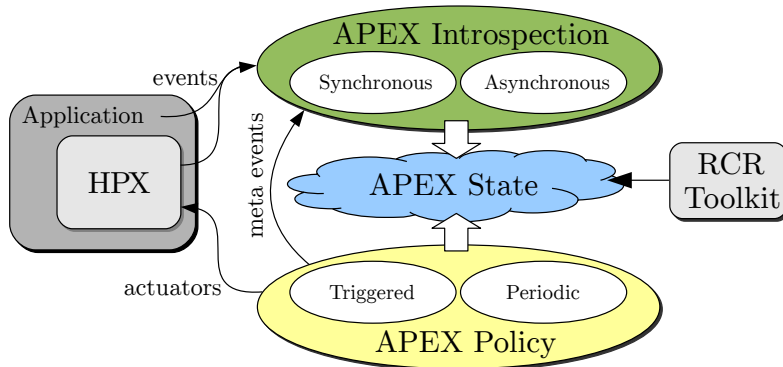 APEX Introspection
events
Synchronous
Asynchronous
Application
HPX
meta events
APEX State
RCR
Toolkit
actuators
Triggered
Periodic
APEX Policy